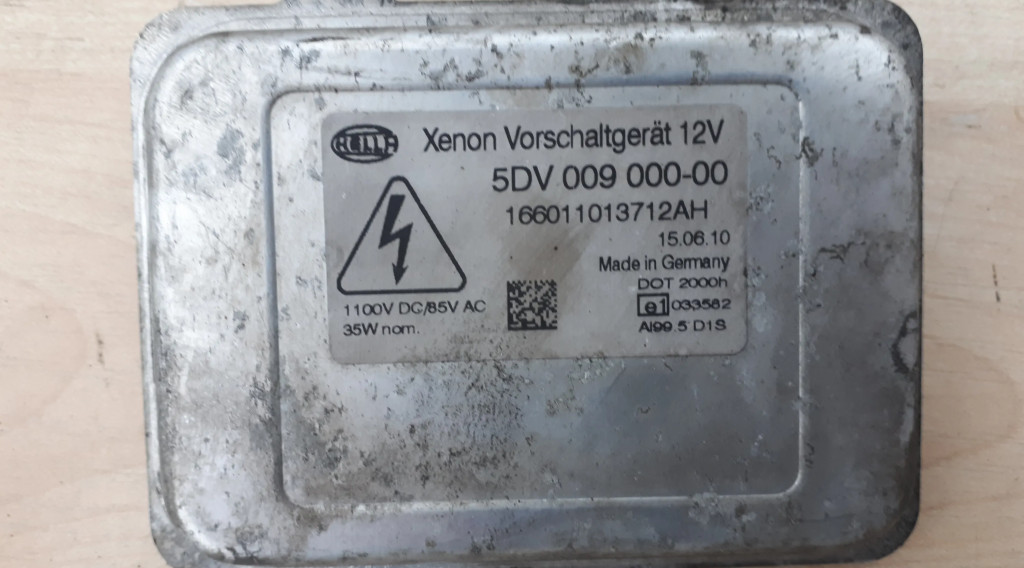 HELLA
Xenon Vorschaltgerät 12V
5DV 009 000-00
166011013712AH
15.06.10
Made in Germany
DOT 2000h
e1 033582
AI99.5 D1S
1100V DC/85V AC
35W nom.